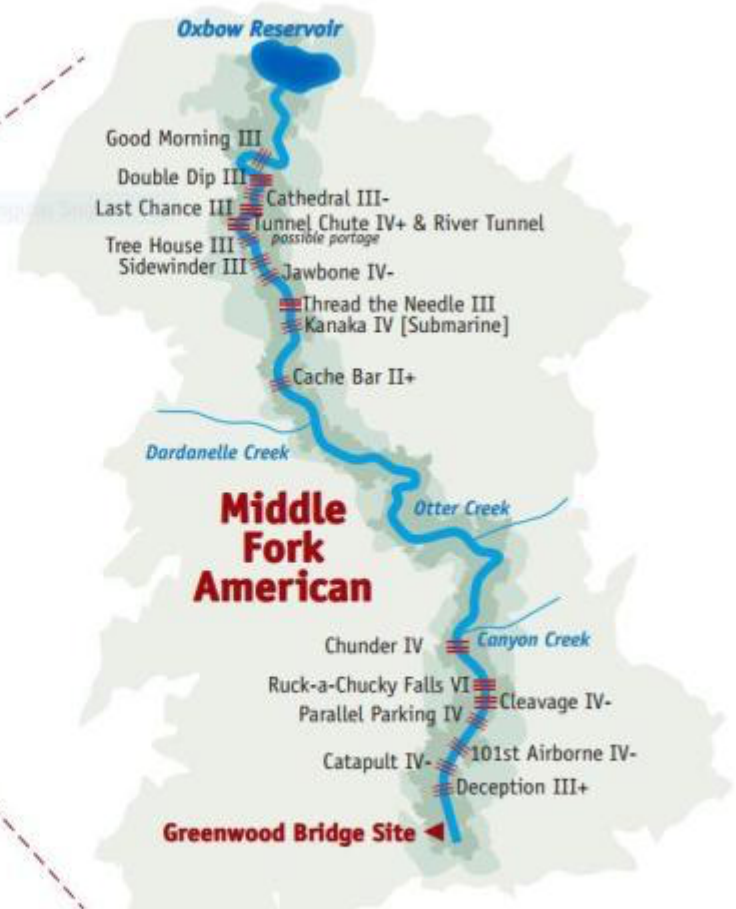 Oxbow Reservoir
Good Morning III
Double Dip III
Cathedral III-
Last Chance III
Tunnel Chute IV+ & River Tunnel
possible portage
Tree House III
Sidewinder III
Jawbone IV-
Thread the Needle III
Kanaka IV [Submarine]
Cache Bar II+
Dardanelle Creek
Middle
Fork
American
Otter Creek
Chunder IV
Canyon Creek
Ruck-a-Chucky Falls VI
Cleavage IV-
Parallel Parking IV
101st Airborne IV-
Catapult IV-
Deception III+
Greenwood Bridge Site